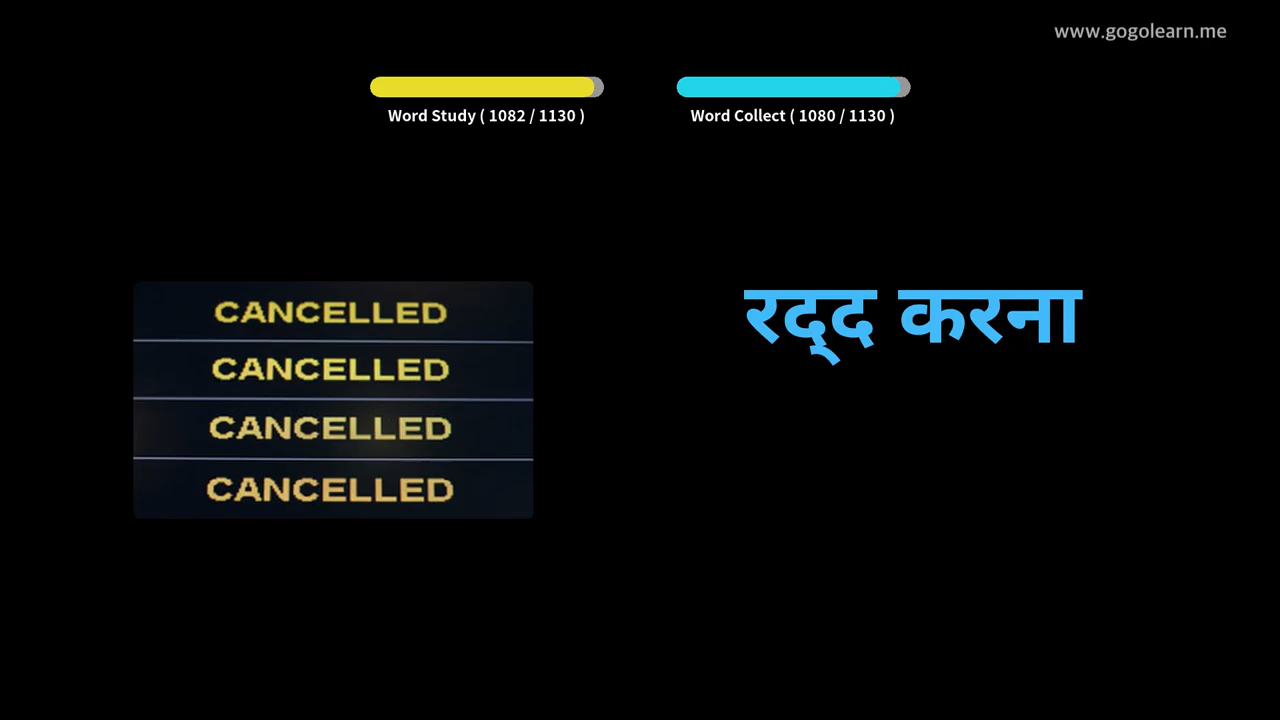 www.gogolearn.me
Word Study ( 1082 / 1130 )
Word Collect ( 1080 / 1130 )
CANCELLED
CANCELLED
CANCELLED
CANCELLED
रद्‌द करना